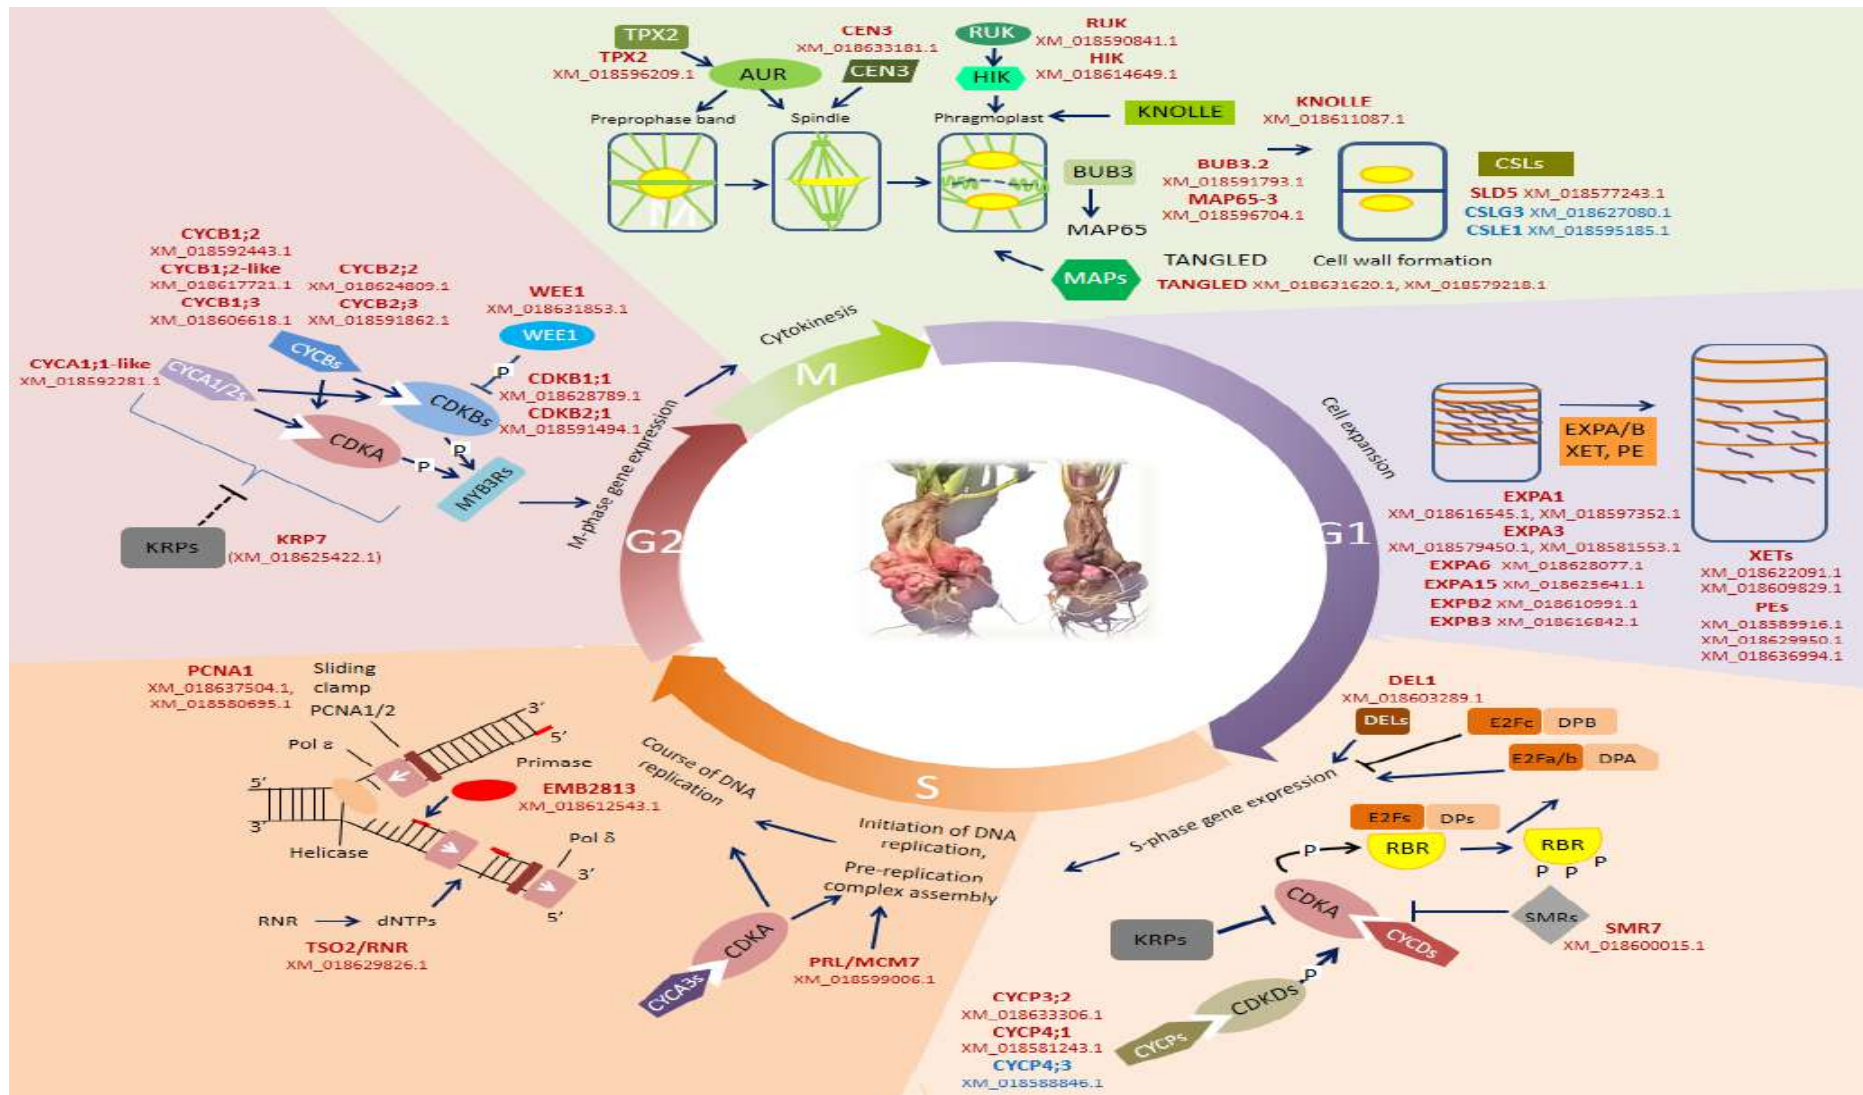 TPX2
TPX2
XM_018596209.1
AUR
CEN3
XM_018633181.1
CEN3
RUK
RUK
XM_018590841.1
HIK
HIK
XM_018614649.1
Preprophase band
Spindle
Phragmoplast
KNOLLE
KNOLLE
XM_018611087.1
M
BUB3
MAP65
BUB3.2
XM_018591793.1
MAP65-3
XM_018596704.1
CSLs
SLD5 XM_018577243.1
CSLG3 XM_018627080.1
CSLE1 XM_018595185.1
MAPs
TANGLED
Cell wall formation
TANGLED XM_018631620.1, XM_018579218.1
CYCB1;2
XM_018592443.1
CYCB1;2-like
XM_018617721.1
CYCB1;3
XM_018606618.1
CYCB2;2
XM_018624809.1
CYCB2;3
XM_018591862.1
WEE1
XM_018631853.1
WEE1
P
CYCA1;1-like
XM_018592281.1
CYCA1/2s
CYCBs
CDKBs
CDKA
CDKB1;1
XM_018628789.1
CDKB2;1
XM_018591494.1
P
P
MYB3Rs
M-phase gene expression
KRPs
KRP7
(XM_018625422.1)
Cytokinesis
M
G2
G1
S
Cell expansion
EXPA/B
XET, PE
EXPA1
XM_018616545.1, XM_018597352.1
EXPA3
XM_018579450.1, XM_018581553.1
EXPA6 XM_018628077.1
EXPA15 XM_018625641.1
EXPB2 XM_018610991.1
EXPB3 XM_018616842.1
XETs
XM_018622091.1
XM_018609829.1
PEs
XM_018589916.1
XM_018629950.1
XM_018636994.1
PCNA1
XM_018637504.1,
XM_018580695.1
Sliding
clamp
PCNA1/2
Pol ε
3′
5′
Primase
EMB2813
XM_018612543.1
5′
3′
Helicase
Pol δ
3′
5′
RNR
dNTPs
TSO2/RNR
XM_018629826.1
Course of DNA
replication
Initiation of DNA
replication,
Pre-replication
complex assembly
CDKA
CYCA3s
PRL/MCM7
XM_018599006.1
DEL1
XM_018603289.1
DELs
E2Fc
DPB
E2Fa/b
DPA
S-phase gene expression
E2Fs
DPs
RBR
RBR
P
P
P
P
CDKA
CYCDs
KRPs
SMRs
SMR7
XM_018600015.1
P
CDKDs
CYCPs
CYCP3;2
XM_018633306.1
CYCP4;1
XM_018581243.1
CYCP4;3
XM_018588846.1